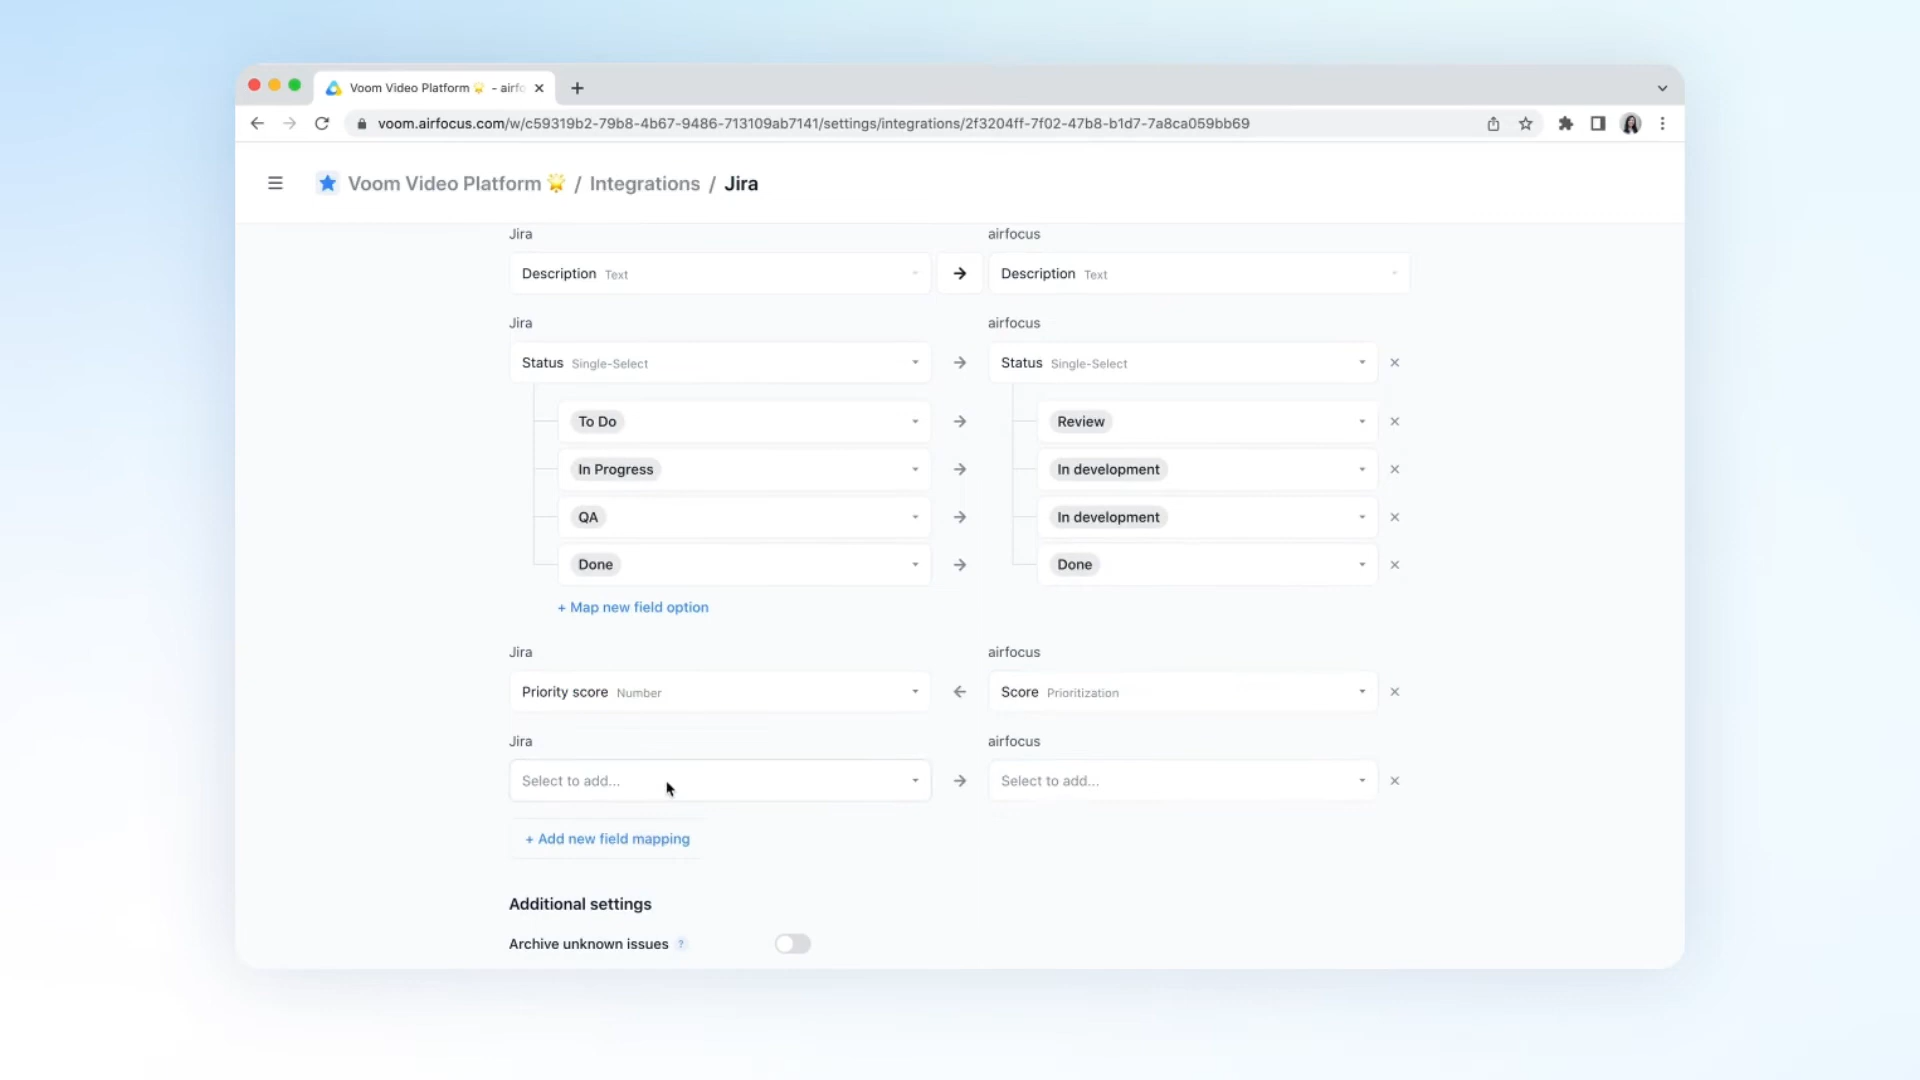 Voom Video Platform 🌟 - airfo
voom.airfocus.com/w/c59319b2-79b8-4b67-9486-713109ab7141/settings/integrations/2f3204ff-7f02-47b8-b1d7-7a8ca059bb69
Voom Video Platform 🌟 / Integrations / Jira
Jira airfocus
Description Text → Description Text
Jira airfocus
Status Single-Select → Status Single-Select ×
To Do → Review ×
In Progress → In development ×
QA → In development ×
Done → Done ×
+ Map new field option
Jira airfocus
Priority score Number ← Score Prioritization ×
Jira airfocus
Select to add... → Select to add... ×
+ Add new field mapping
Additional settings
Archive unknown issues ?